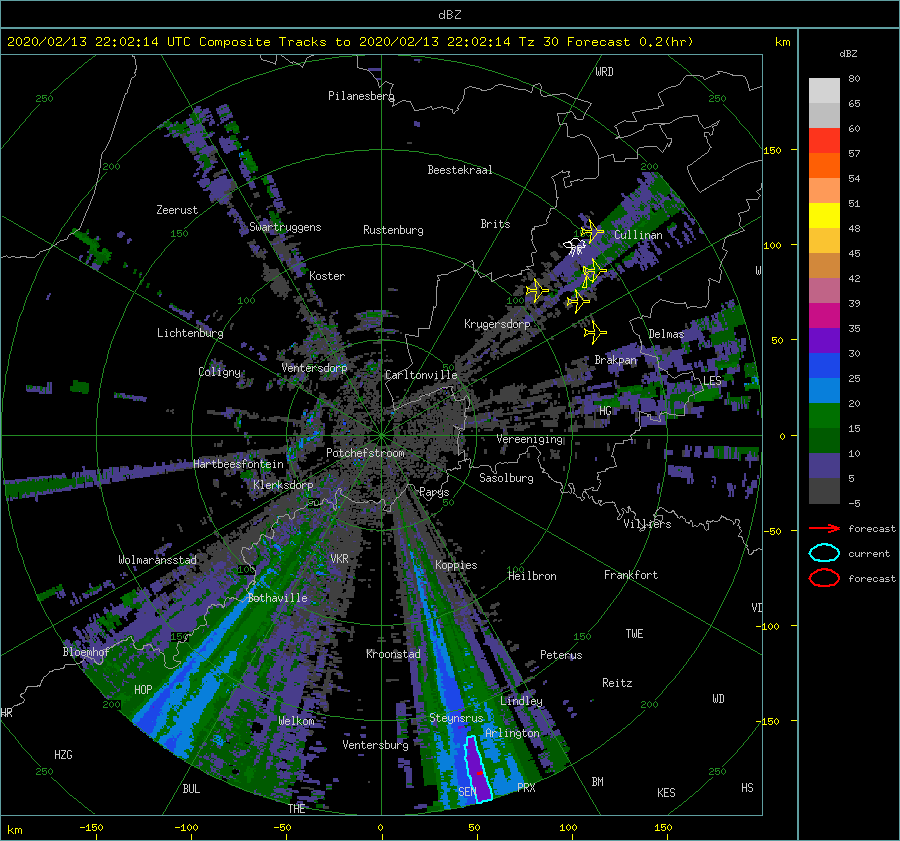 dBZ
2020/02/13 22:02:14 UTC Composite Tracks to 2020/02/13 22:02:14 Tz 30 Forecast 0.2(hr)
km
dBZ
WRD
250
Pilanesberg
250
80
65
60
57
54
51
48
45
42
39
35
30
25
20
15
10
5
-5
forecast
current
forecast
150
100
50
0
-50
-100
-150
200
Beestekraal
200
Zeerust
Swartruggens
Rustenburg
Brits
Cullinan
150
Koster
W
100
100
Lichtenburg
Krugersdorp
Delmas
Coligny
Ventersdorp
Carltonville
Brakpan
LES
HG
Vereeniging
Potchefstroom
Hartbeesfontein
Klerksdorp
Sasolburg
Parys
50
50
Villiers
Wolmaransstad
VKR
Koppies
100
100
Heilbron
Frankfort
Bothaville
VI
150
150
TWE
Bloemhof
Kroonstad
Peterus
HOP
Reitz
HR
200
Lindley
200
WD
Welkom
Steynsrus
Arlington
HZG
Ventersburg
250
250
BUL
SEN
PRX
BM
KES
HS
THE
km
-150
-100
-50
0
50
100
150